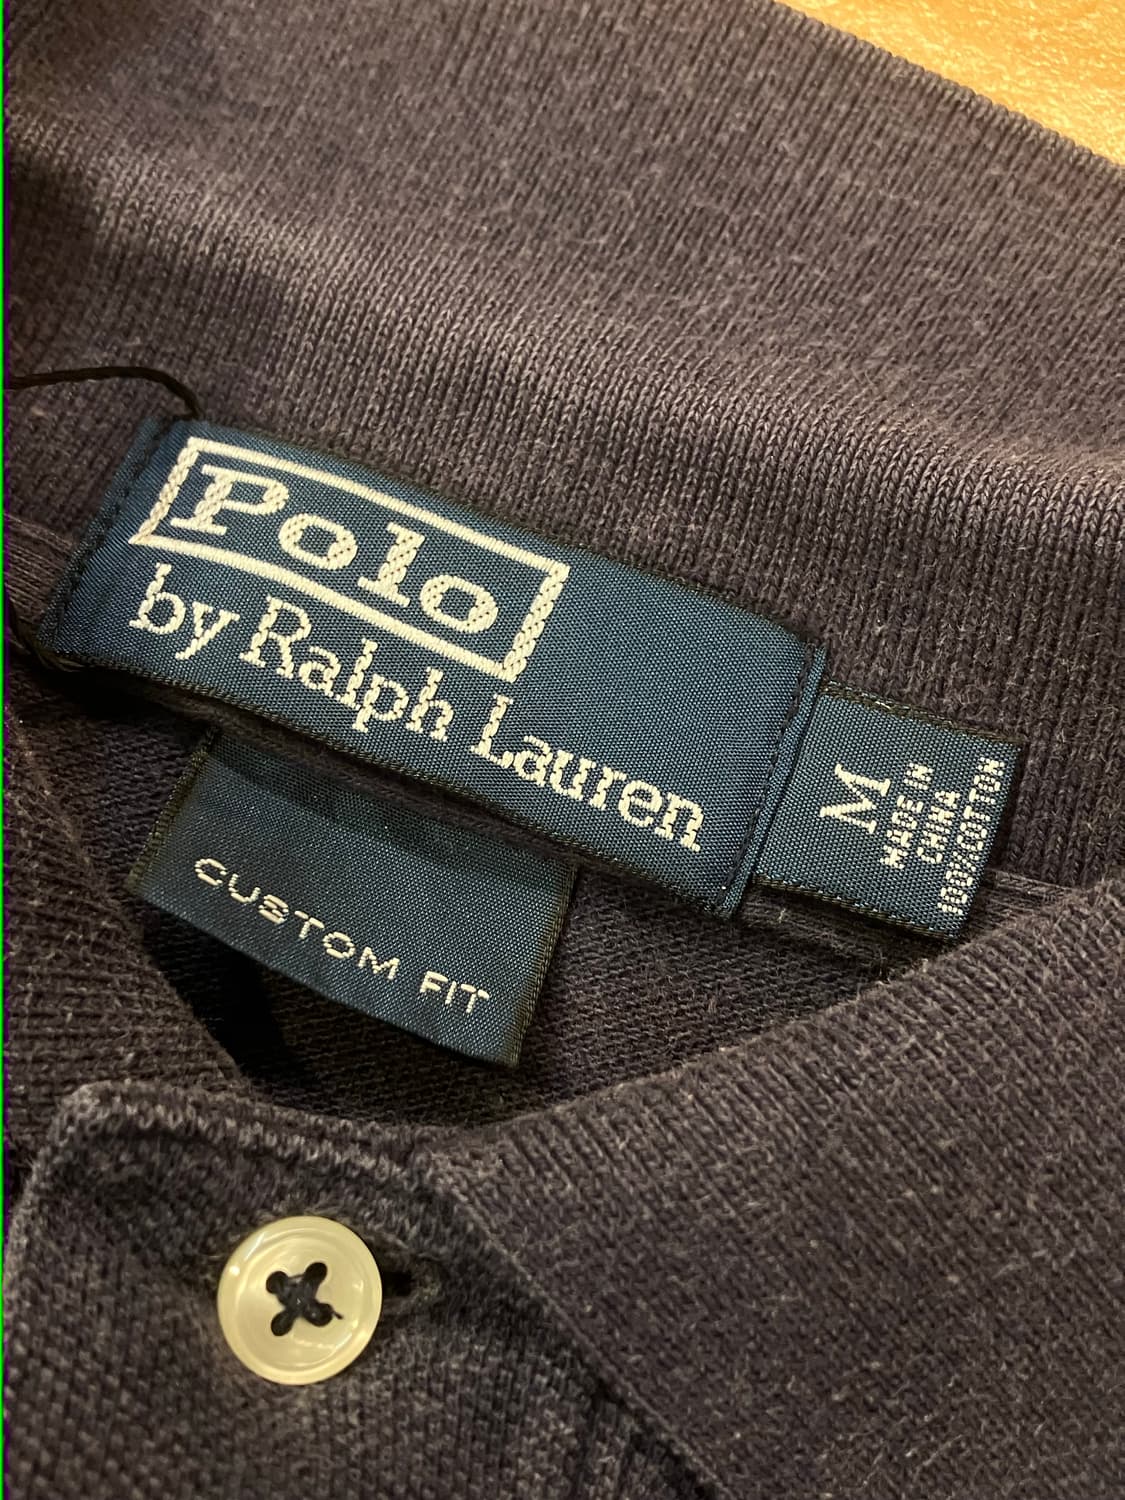 Polo
by Ralph Lauren
M
MADE IN
CHINA
100% COTTON
CUSTOM FIT